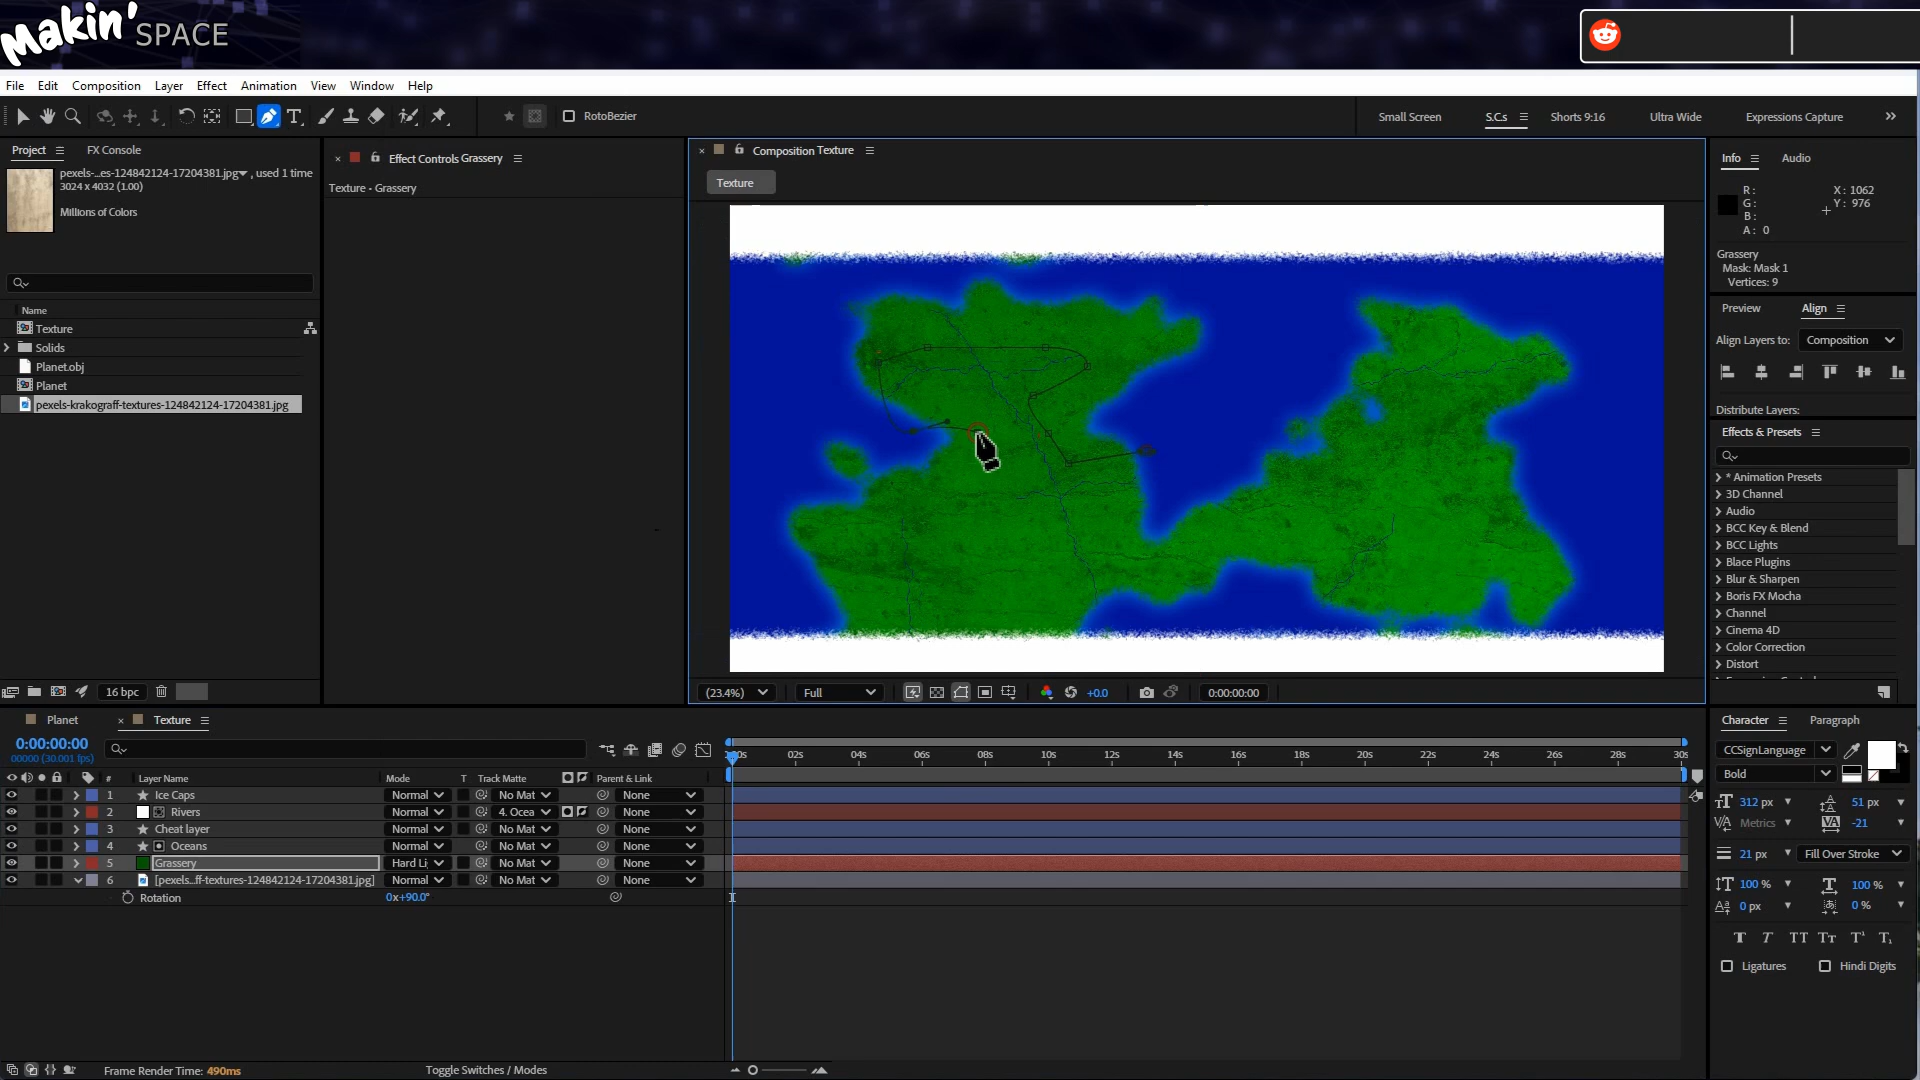 Makin' SPACE
File Edit Composition Layer Effect Animation View Window Help
RotoBezier
Small Screen S.C.s Shorts 9:16 Ultra Wide Expressions Capture
Project FX Console
pexels-...es-124842124-17204381.jpg , used 1 time
3024 x 4032 (1.00)
Millions of Colors
Name
Texture
Solids
Planet.obj
Planet
pexels-krakograff-textures-124842124-17204381.jpg
16 bpc
Effect Controls Grassery
Texture - Grassery
Composition Texture
Texture
(23.4%) Full +0.0 0:00:00:00
Info Audio
R: X: 1062
G: Y: 976
B:
A: 0
Grassery
Mask: Mask 1
Vertices: 9
Preview Align
Align Layers to: Composition
Distribute Layers:
Effects & Presets
* Animation Presets
3D Channel
Audio
BCC Key & Blend
BCC Lights
Blace Plugins
Blur & Sharpen
Boris FX Mocha
Channel
Cinema 4D
Color Correction
Distort
Planet Texture
0:00:00:00
00000 (30.001 fps)
02s 04s 06s 08s 10s 12s 14s 16s 18s 20s 22s 24s 26s 28s 30s
# Layer Name Mode T Track Matte Parent & Link
1 Ice Caps Normal No Mat None
2 Rivers Normal 4. Ocea None
3 Cheat layer Normal No Mat None
4 Oceans Normal No Mat None
5 Grassery Hard Li No Mat None
6 [pexels...ff-textures-124842124-17204381.jpg] Normal No Mat None
Rotation 0x+90.0°
Frame Render Time: 490ms
Toggle Switches / Modes
Character Paragraph
CCSignLanguage
Bold
312 px 51 px
Metrics -21
21 px Fill Over Stroke
100 % 100 %
0 px 0 %
Ligatures Hindi Digits